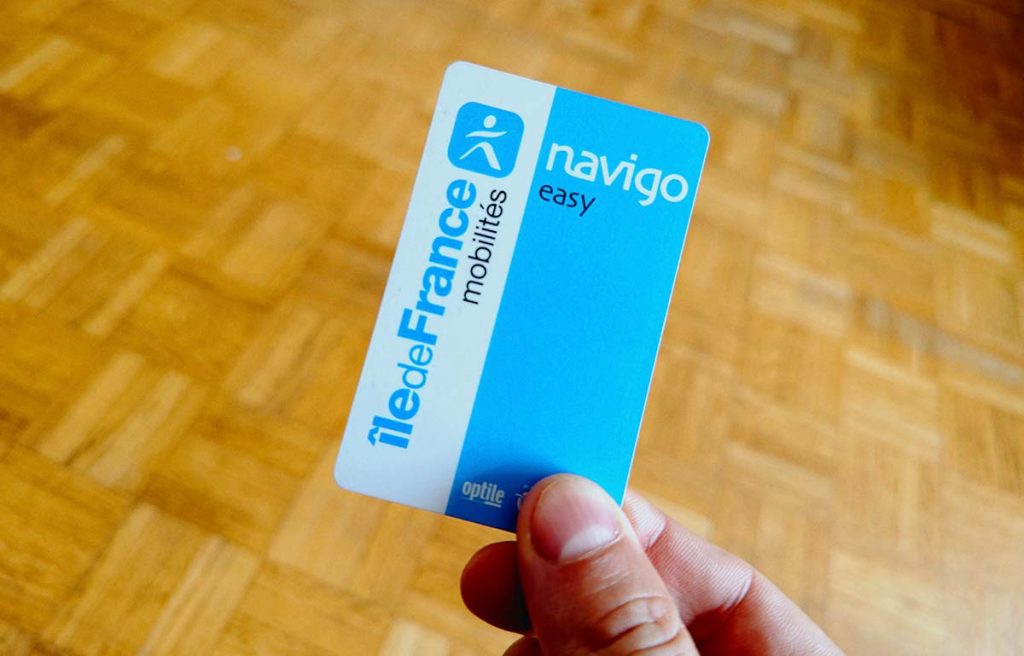 îledeFrance
mobilités
navigo
easy
optile